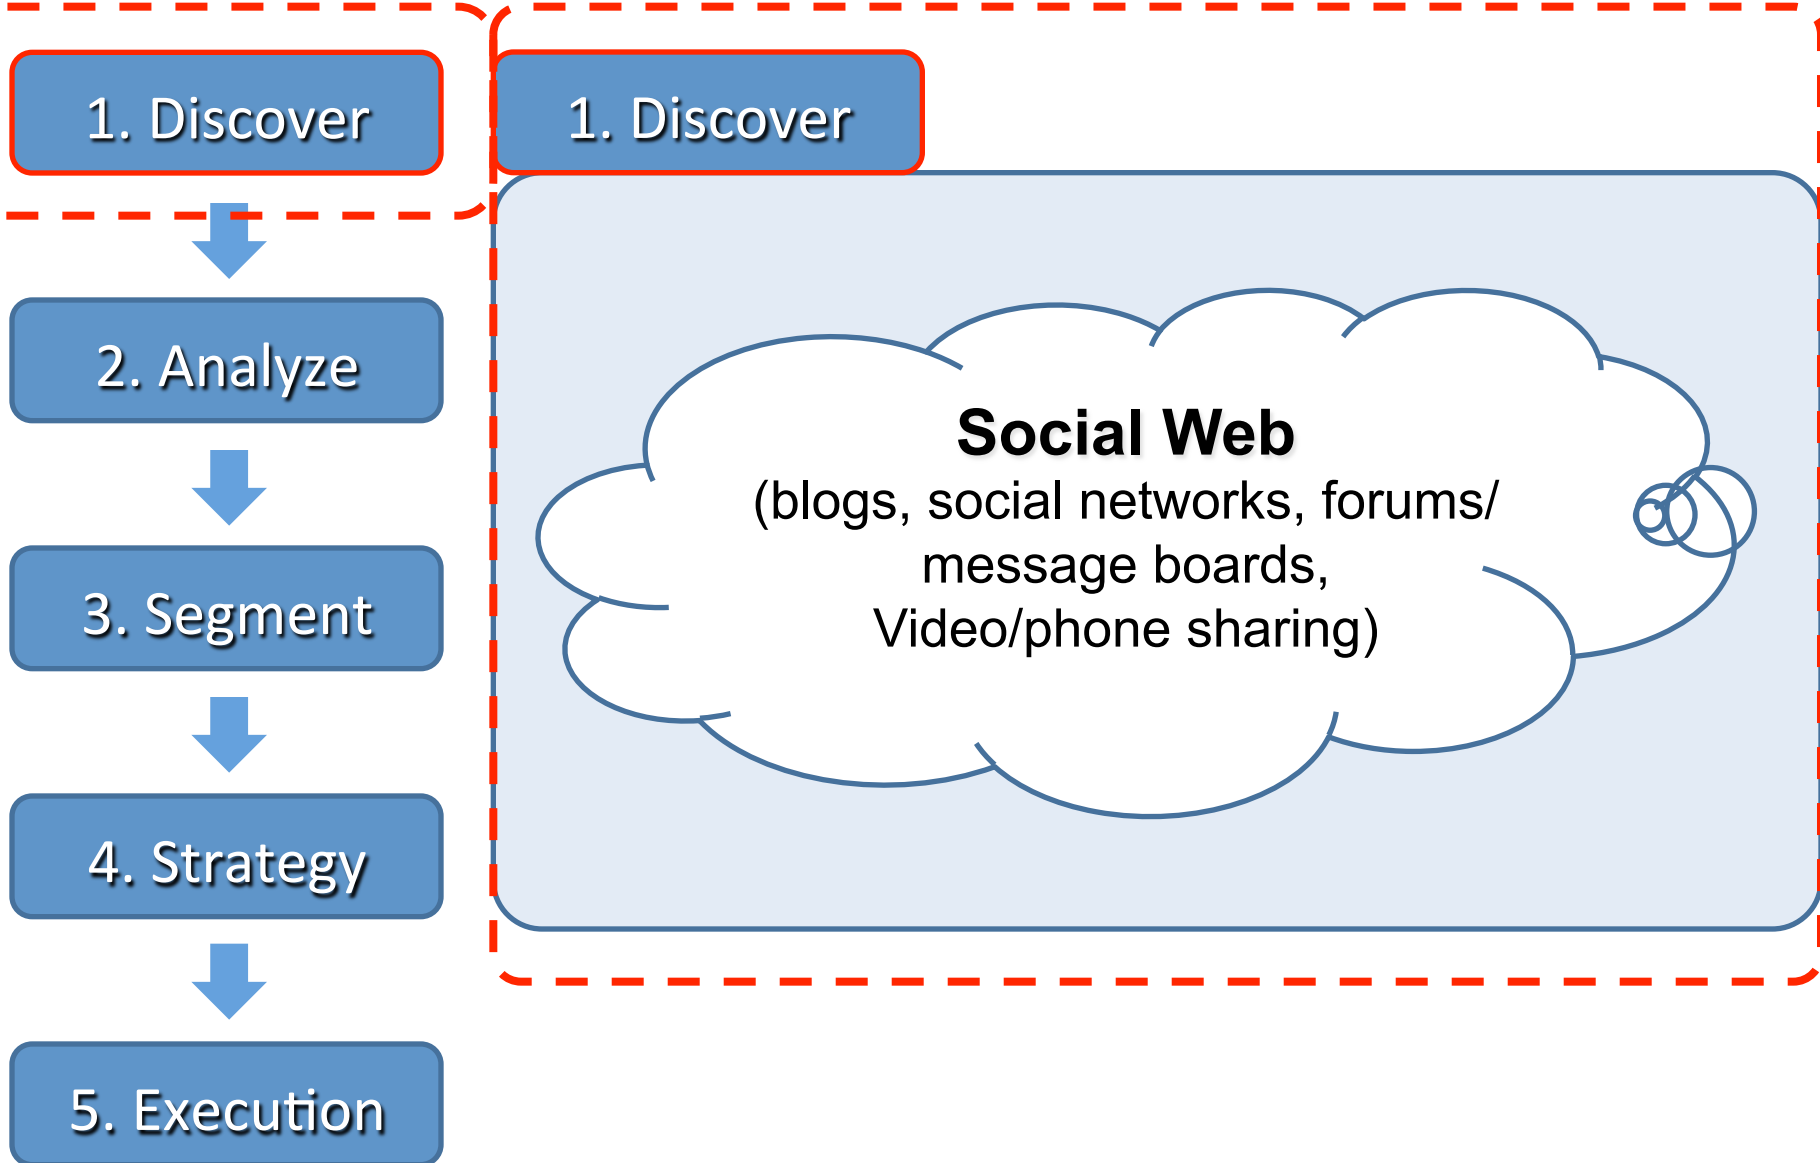 1. Discover
2. Analyze
3. Segment
4. Strategy
5. Execution
1. Discover
Social Web
(blogs, social networks, forums/
message boards,
Video/phone sharing)